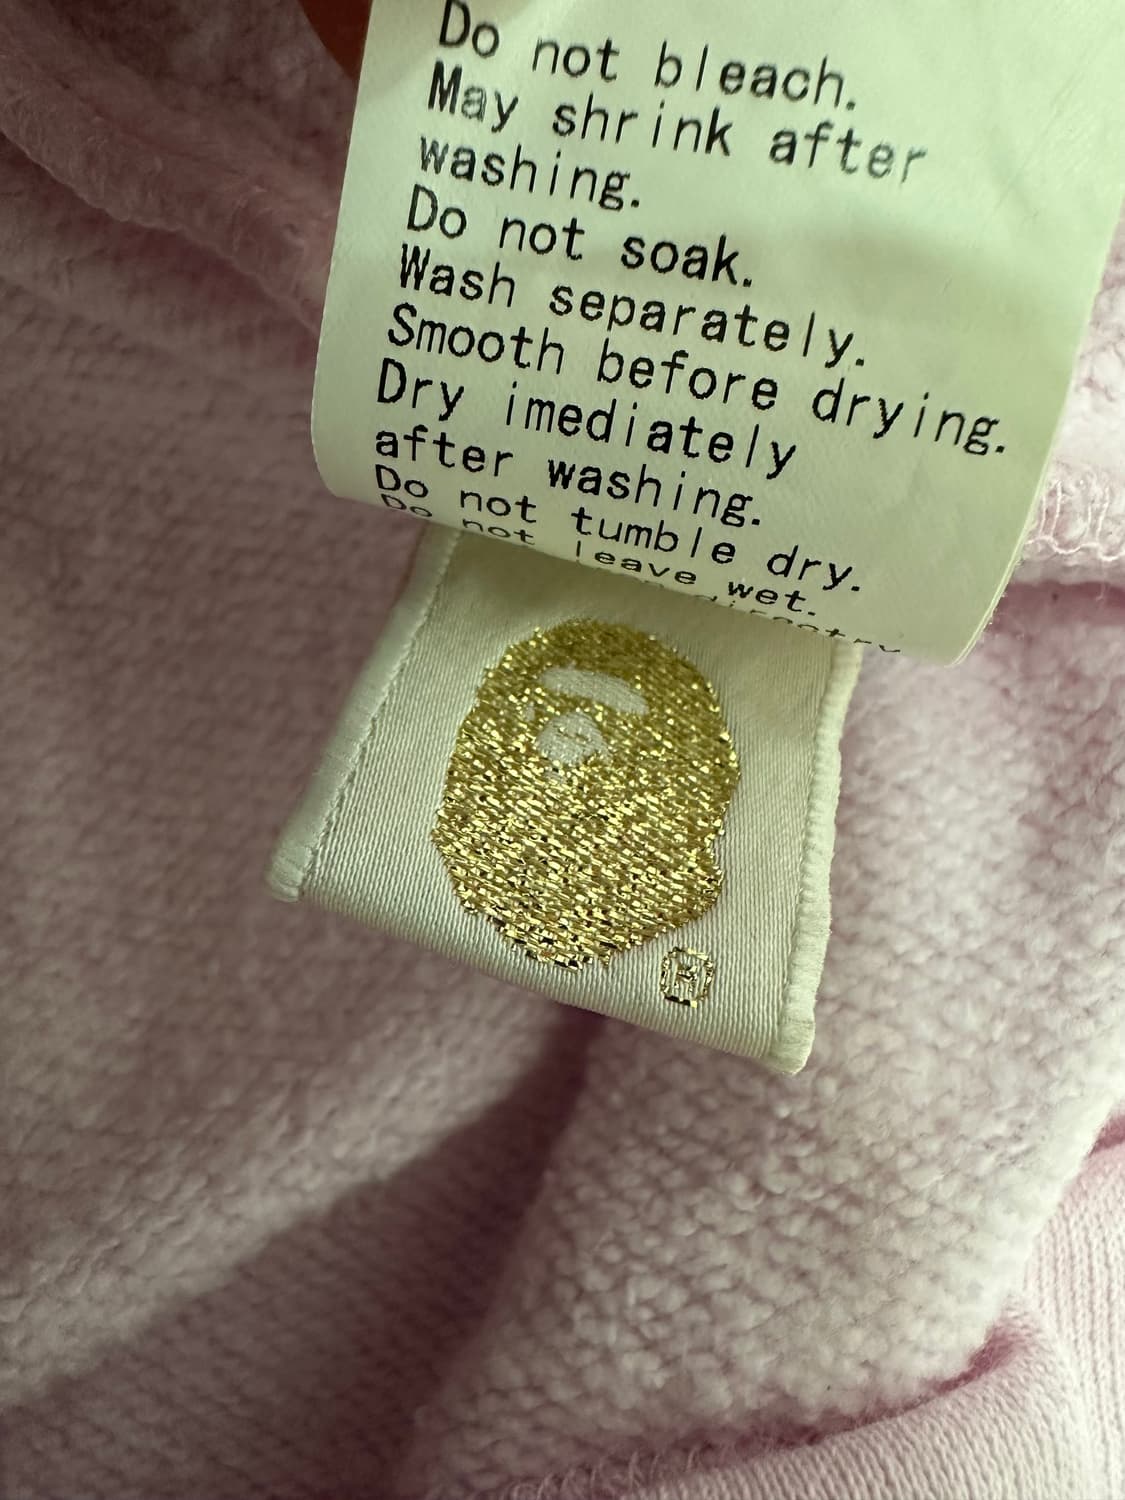 Do not bleach.
May shrink after
washing.
Do not soak.
Wash separately.
Smooth before drying.
Dry imediately
after washing.
Do not tumble dry.
Do not leave wet.